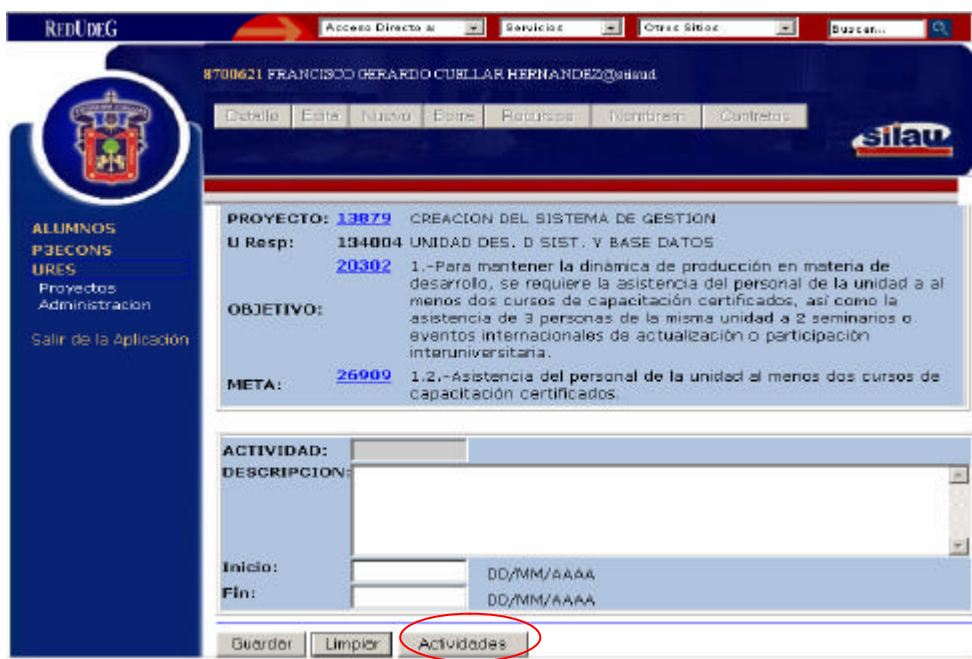 REDUDEG
Acceso Directo a:
Servicios
Otros Sitios
Buscar...
8700621 FRANCISCO GERARDO CUELLAR HERNANDEZ@siisud
Detalle Edita Nuevo Borre Recursos Nombrem Contratos
silau
ALUMNOS
P3ECONS
URES
Proyectos
Administracion
Salir de la Aplicación
PROYECTO: 13879 CREACION DEL SISTEMA DE GESTION
U Resp: 134004 UNIDAD DES. D SIST. Y BASE DATOS
OBJETIVO: 20302 1.-Para mantener la dinámica de producción en materia de
desarrollo, se requiere la asistencia del personal de la unidad a al
menos dos cursos de capacitación certificados, así como la
asistencia de 3 personas de la misma unidad a 2 seminarios o
eventos internacionales de actualización o participación
interuniversitaria.
META: 26909 1.2.-Asistencia del personal de la unidad al menos dos cursos de
capacitación certificados.
ACTIVIDAD:
DESCRIPCION:
Inicio: DD/MM/AAAA
Fin: DD/MM/AAAA
Guardar Limpiar Actividades